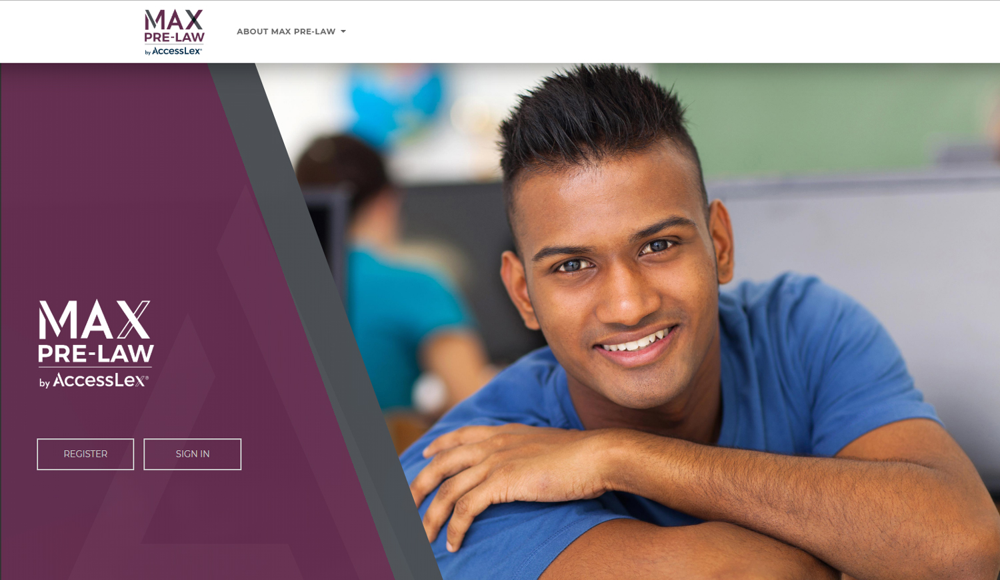 MAX
PRE-LAW
by AccessLex®
ABOUT MAX PRE-LAW
MAX
PRE-LAW
by AccessLex®
REGISTER
SIGN IN